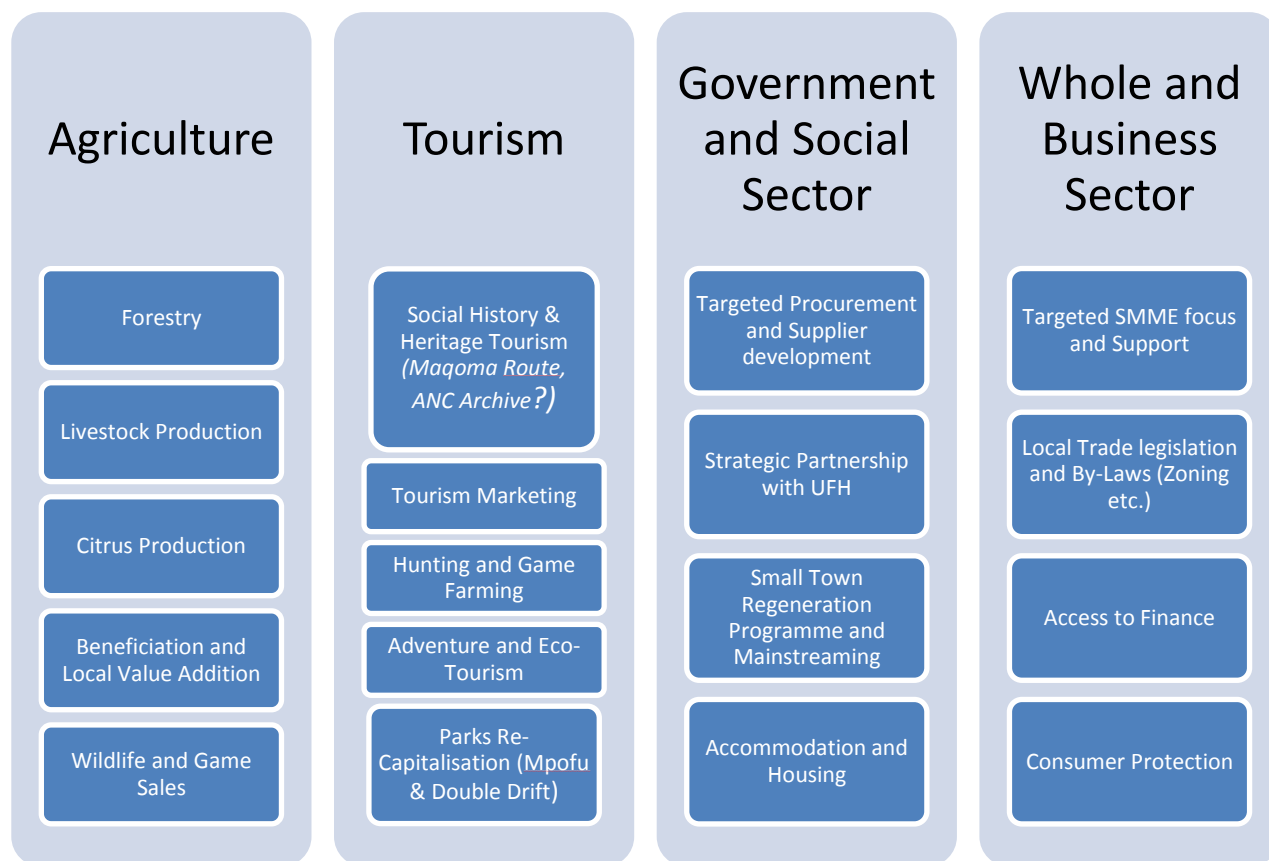 Agriculture
Forestry
Livestock Production
Citrus Production
Beneficiation and
Local Value Addition
Wildlife and Game
Sales
Tourism
Social History &
Heritage Tourism
(Maqoma Route,
ANC Archive?)
Tourism Marketing
Hunting and Game
Farming
Adventure and Eco-
Tourism
Parks Re-
Capitalisation (Mpofu
& Double Drift)
Government
and Social
Sector
Targeted Procurement
and Supplier
development
Strategic Partnership
with UFH
Small Town
Regeneration
Programme and
Mainstreaming
Accommodation and
Housing
Whole and
Business
Sector
Targeted SMME focus
and Support
Local Trade legislation
and By-Laws (Zoning
etc.)
Access to Finance
Consumer Protection